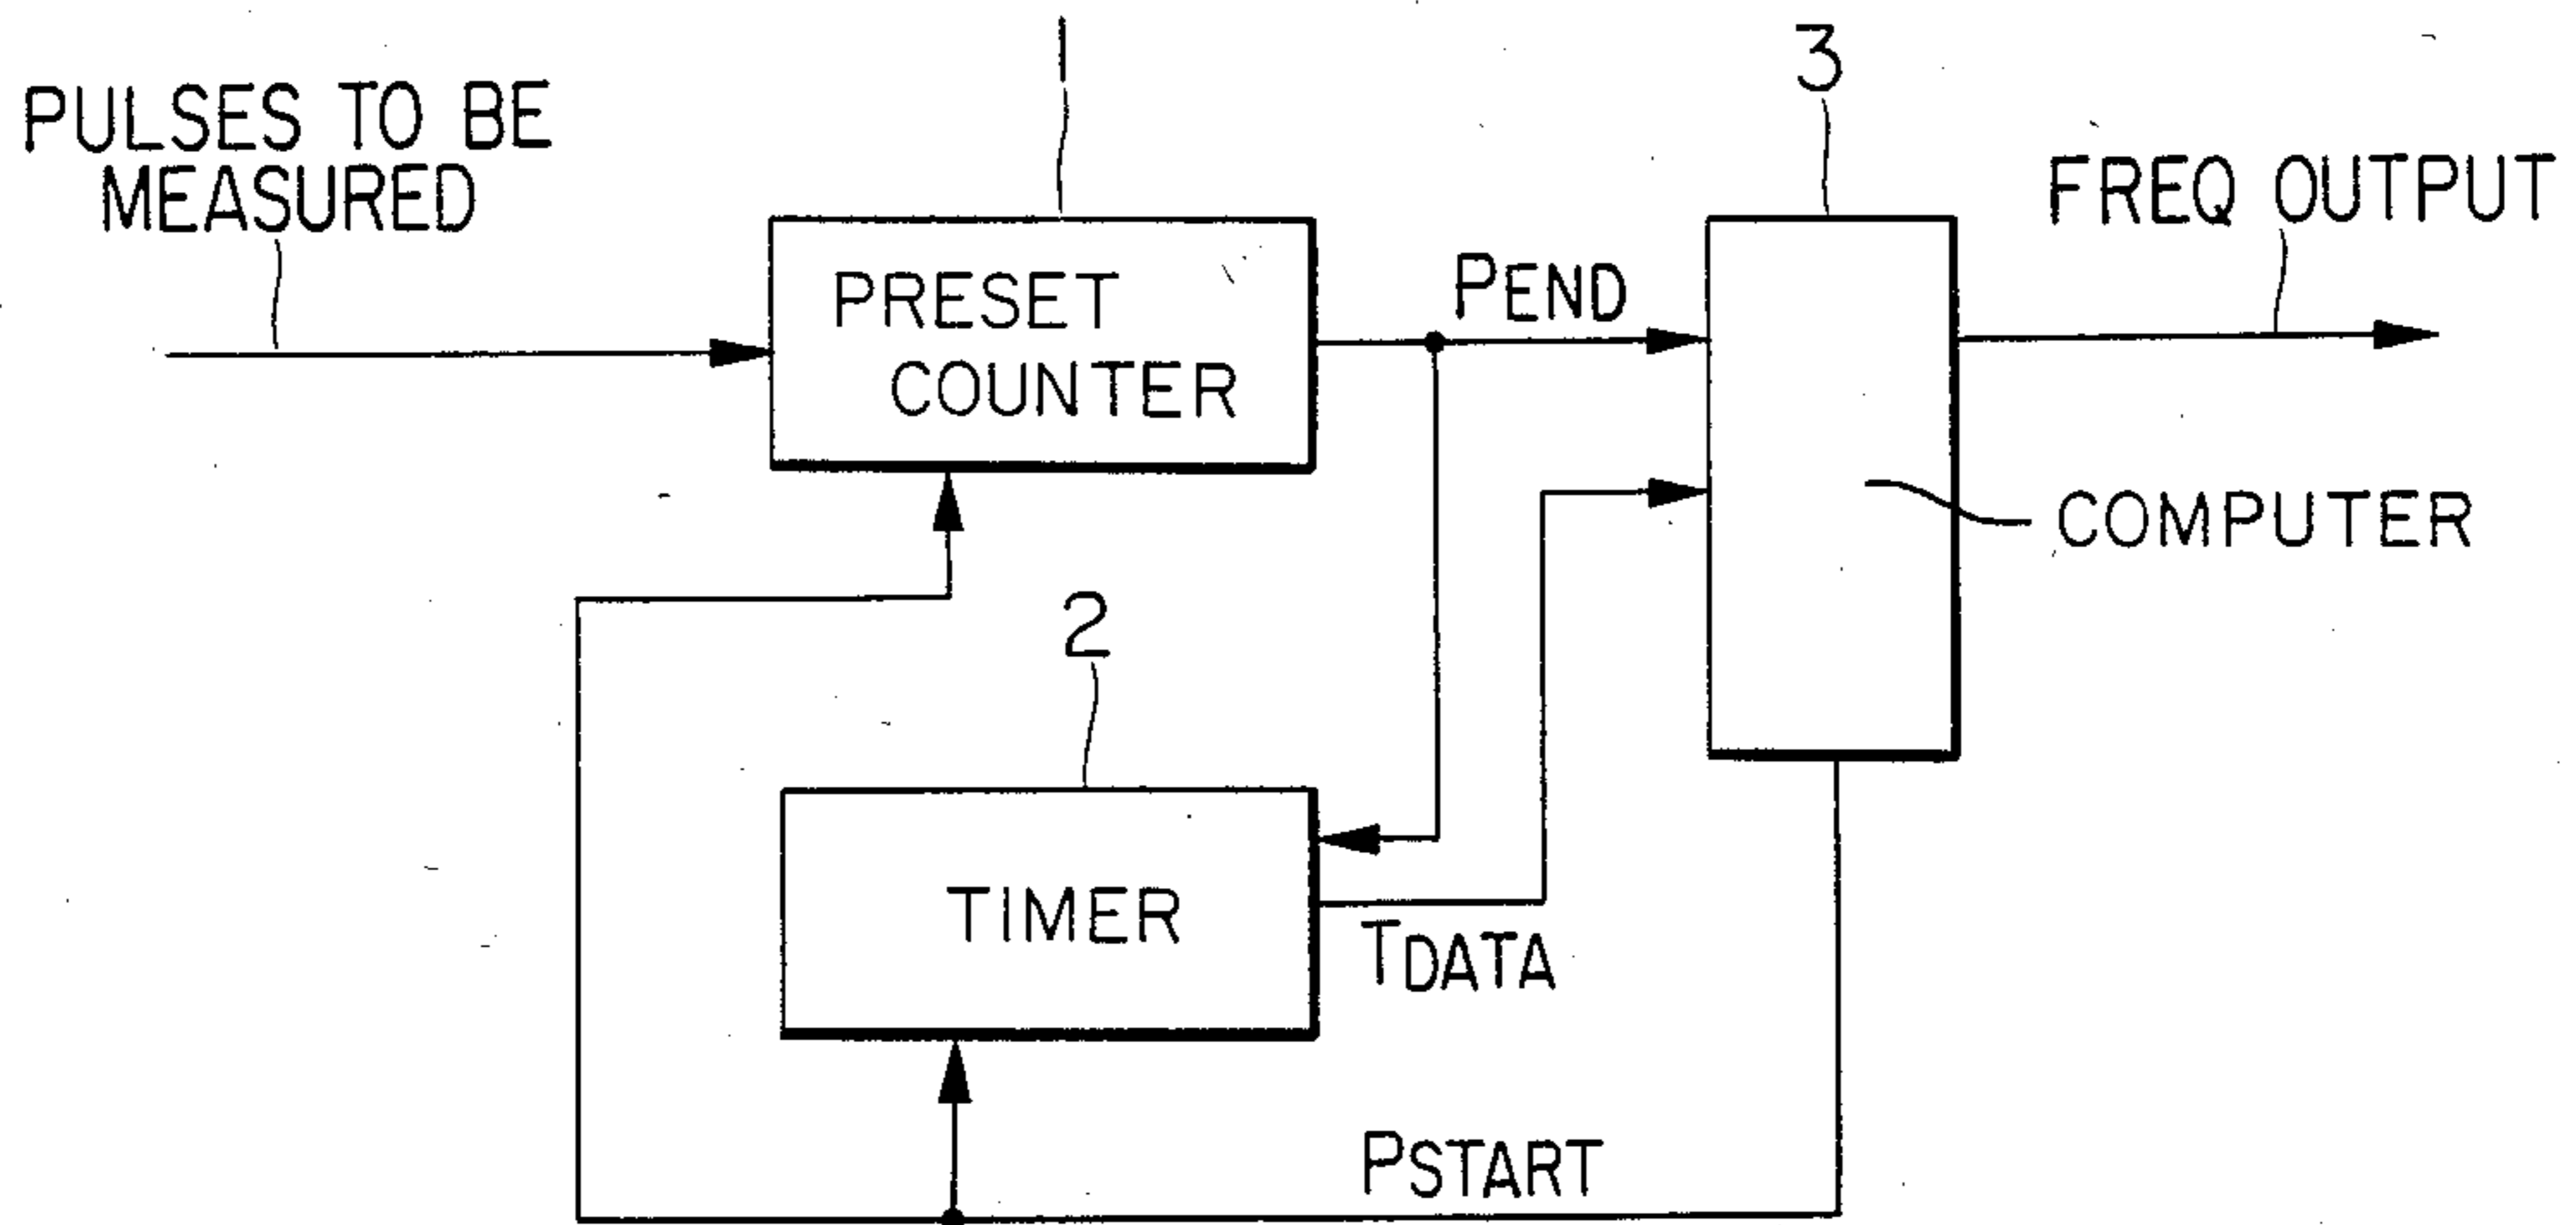 1
3
PULSES TO BE
MEASURED
FREQ OUTPUT
PRESET
COUNTER
PEND
COMPUTER
2
TIMER
TDATA
PSTART